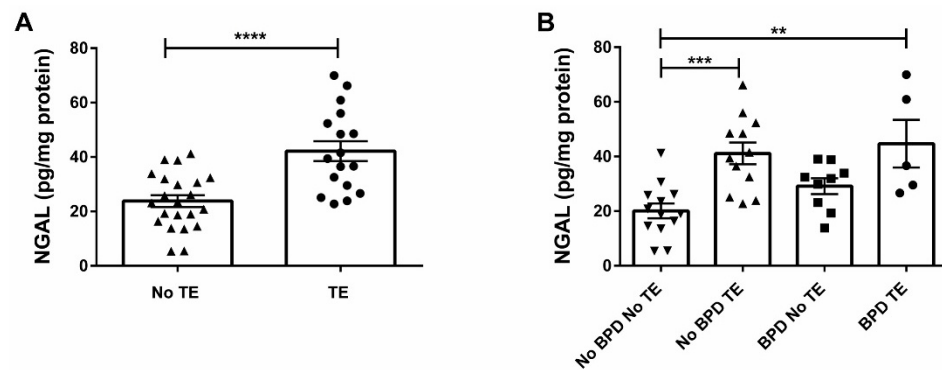 A
****
NGAL (pg/mg protein)
80
60
40
20
0
No TE
TE
B
**
***
NGAL (pg/mg protein)
80
60
40
20
0
No BPD No TE
No BPD TE
BPD No TE
BPD TE